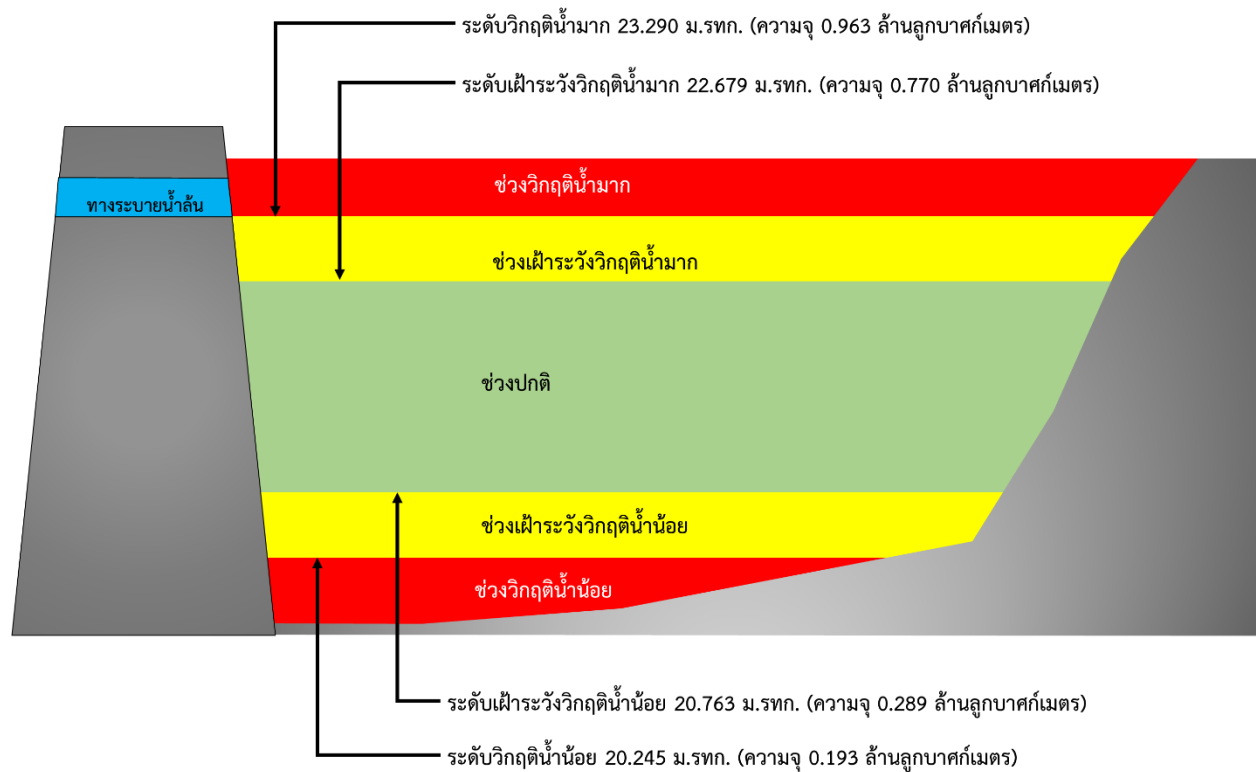 ระดับวิกฤติน้ำมาก 23.290 ม.รทก. (ความจุ 0.963 ล้านลูกบาศก์เมตร)
ระดับเฝ้าระวังวิกฤติน้ำมาก 22.679 ม.รทก. (ความจุ 0.770 ล้านลูกบาศก์เมตร)
ช่วงวิกฤติน้ำมาก
ทางระบายน้ำล้น
ช่วงเฝ้าระวังวิกฤติน้ำมาก
ช่วงปกติ
ช่วงเฝ้าระวังวิกฤติน้ำน้อย
ช่วงวิกฤติน้ำน้อย
ระดับเฝ้าระวังวิกฤติน้ำน้อย 20.763 ม.รทก. (ความจุ 0.289 ล้านลูกบาศก์เมตร)
ระดับวิกฤติน้ำน้อย 20.245 ม.รทก. (ความจุ 0.193 ล้านลูกบาศก์เมตร)